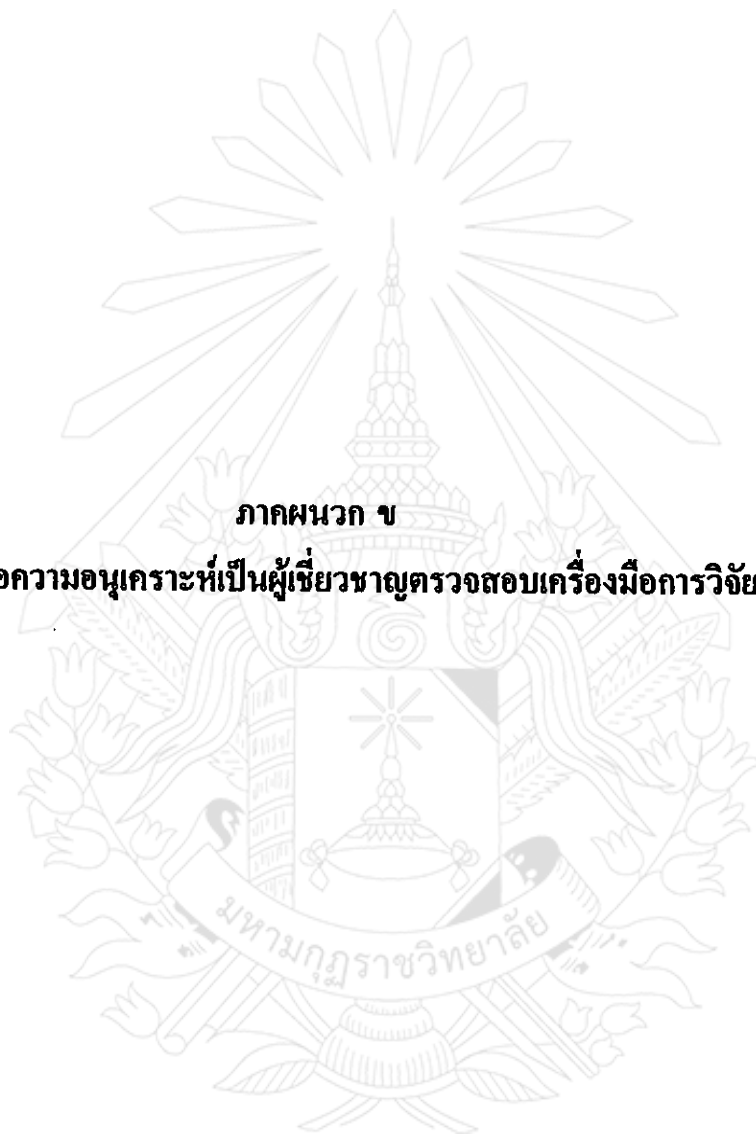 ภาคผนวก ข
อความอนุเคราะห์เป็นผู้เชี่ยวชาญตรวจสอบเครื่องมือการวิจัย
มหามกุฏราชวิทยาลัย